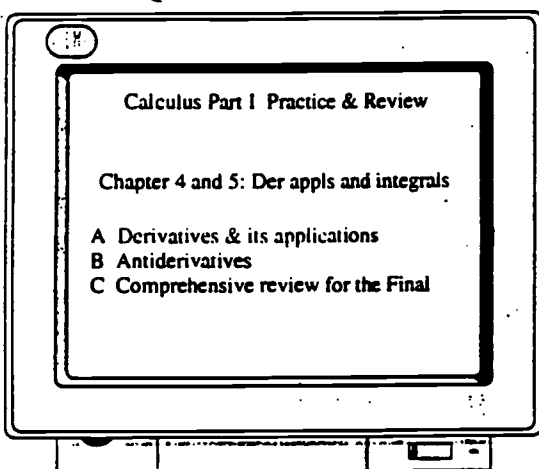 Calculus Part I Practice & Review
Chapter 4 and 5: Der appls and integrals
A Derivatives & its applications
B Antiderivatives
C Comprehensive review for the Final